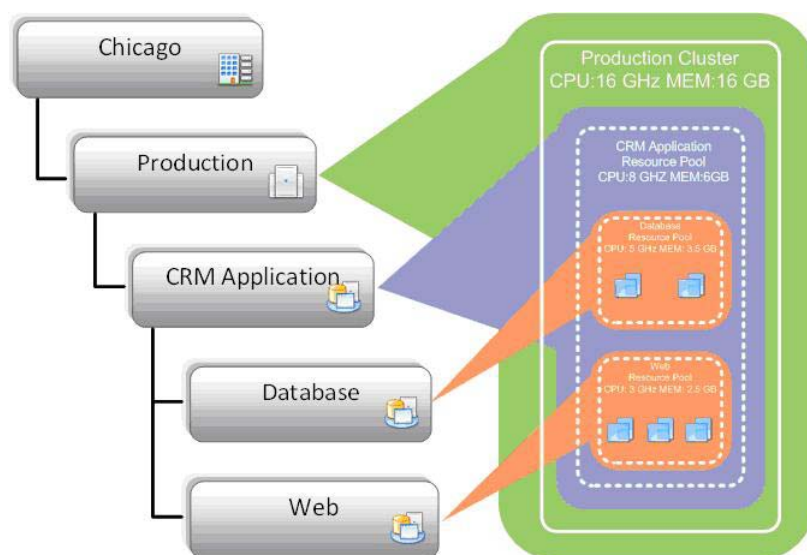 Chicago
Production
CRM Application
Database
Web
Production Cluster
CPU:16 GHz MEM:16 GB
CRM Application
Resource Pool
CPU:8 GHZ MEM:6GB
Database
Resource Pool
CPU: 5 GHz MEM: 3.5 GB
Web
Resource Pool
CPU: 3 GHz MEM: 2.5 GB